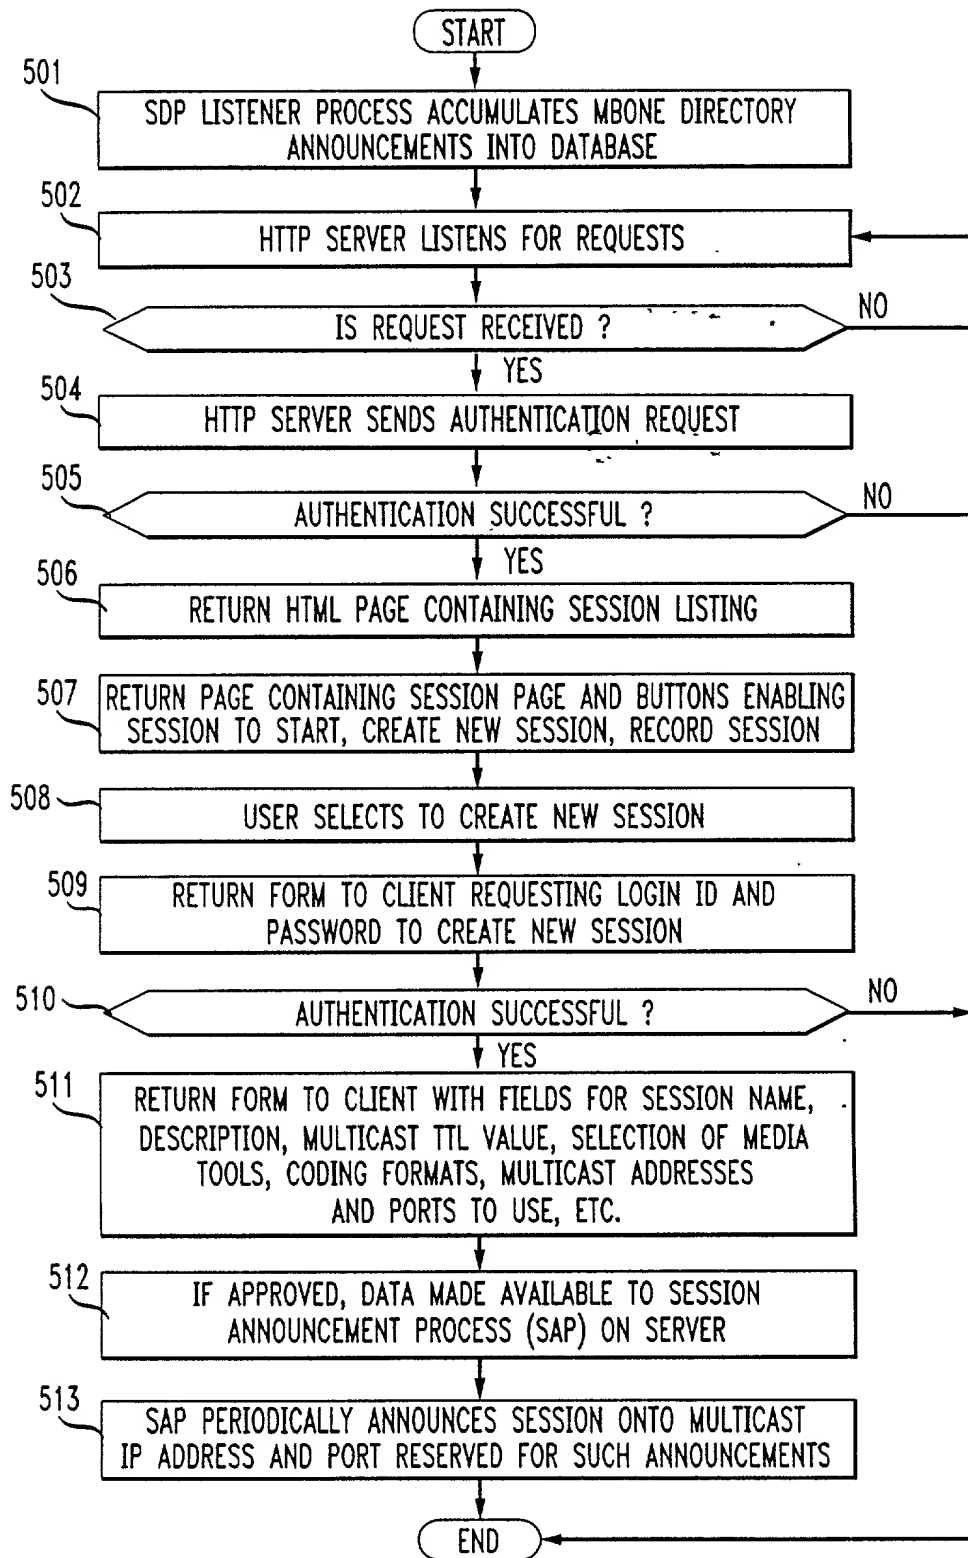 START
501
SDP LISTENER PROCESS ACCUMULATES MBONE DIRECTORY
ANNOUNCEMENTS INTO DATABASE
502
HTTP SERVER LISTENS FOR REQUESTS
503
IS REQUEST RECEIVED ?
NO
YES
504
HTTP SERVER SENDS AUTHENTICATION REQUEST
505
AUTHENTICATION SUCCESSFUL ?
NO
YES
506
RETURN HTML PAGE CONTAINING SESSION LISTING
507
RETURN PAGE CONTAINING SESSION PAGE AND BUTTONS ENABLING
SESSION TO START, CREATE NEW SESSION, RECORD SESSION
508
USER SELECTS TO CREATE NEW SESSION
509
RETURN FORM TO CLIENT REQUESTING LOGIN ID AND
PASSWORD TO CREATE NEW SESSION
510
AUTHENTICATION SUCCESSFUL ?
NO
YES
511
RETURN FORM TO CLIENT WITH FIELDS FOR SESSION NAME,
DESCRIPTION, MULTICAST TTL VALUE, SELECTION OF MEDIA
TOOLS, CODING FORMATS, MULTICAST ADDRESSES
AND PORTS TO USE, ETC.
512
IF APPROVED, DATA MADE AVAILABLE TO SESSION
ANNOUNCEMENT PROCESS (SAP) ON SERVER
513
SAP PERIODICALLY ANNOUNCES SESSION ONTO MULTICAST
IP ADDRESS AND PORT RESERVED FOR SUCH ANNOUNCEMENTS
END